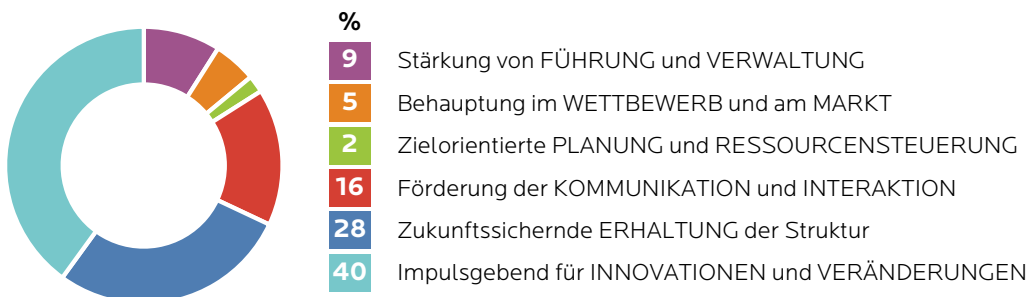 %
9 Stärkung von FÜHRUNG und VERWALTUNG
5 Behauptung im WETTBEWERB und am MARKT
2 Zielorientierte PLANUNG und RESSOURCENSTEUERUNG
16 Förderung der KOMMUNIKATION und INTERAKTION
28 Zukunftssichernde ERHALTUNG der Struktur
40 Impulsgebend für INNOVATIONEN und VERÄNDERUNGEN